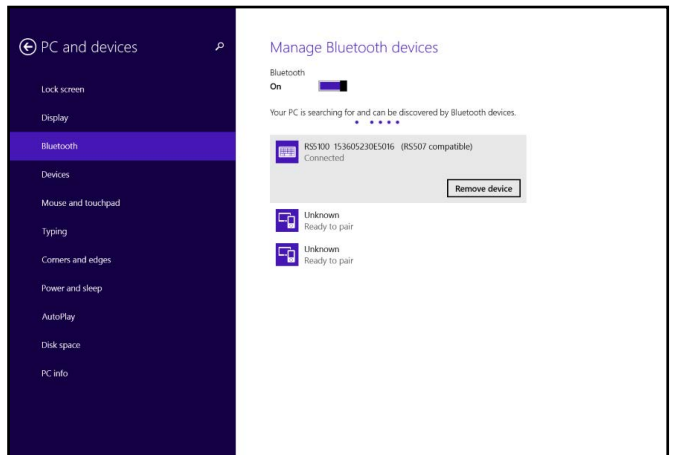 PC and devices
Lock screen
Display
Bluetooth
Devices
Mouse and touchpad
Typing
Corners and edges
Power and sleep
AutoPlay
Disk space
PC info
Manage Bluetooth devices
Bluetooth
On
Your PC is searching for and can be discovered by Bluetooth devices.
RS5100 153605230E5016 (RS507 compatible)
Connected
Remove device
Unknown
Ready to pair
Unknown
Ready to pair